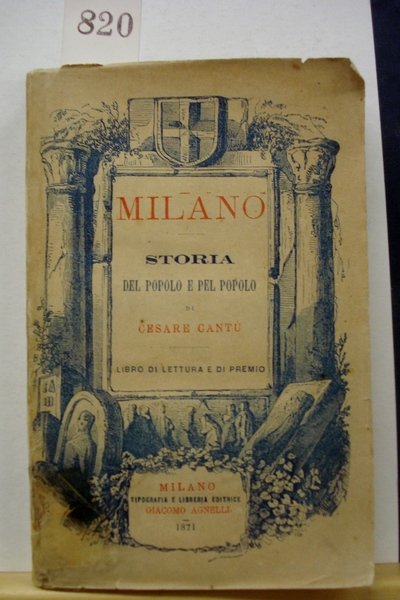 820
MILANO
STORIA
DEL POPOLO E PEL POPOLO
DI
CESARE CANTÙ
LIBRO DI LETTURA E DI PREMIO
MILANO
TIPOGRAFIA E LIBRERIA EDITRICE
GIACOMO AGNELLI
1871